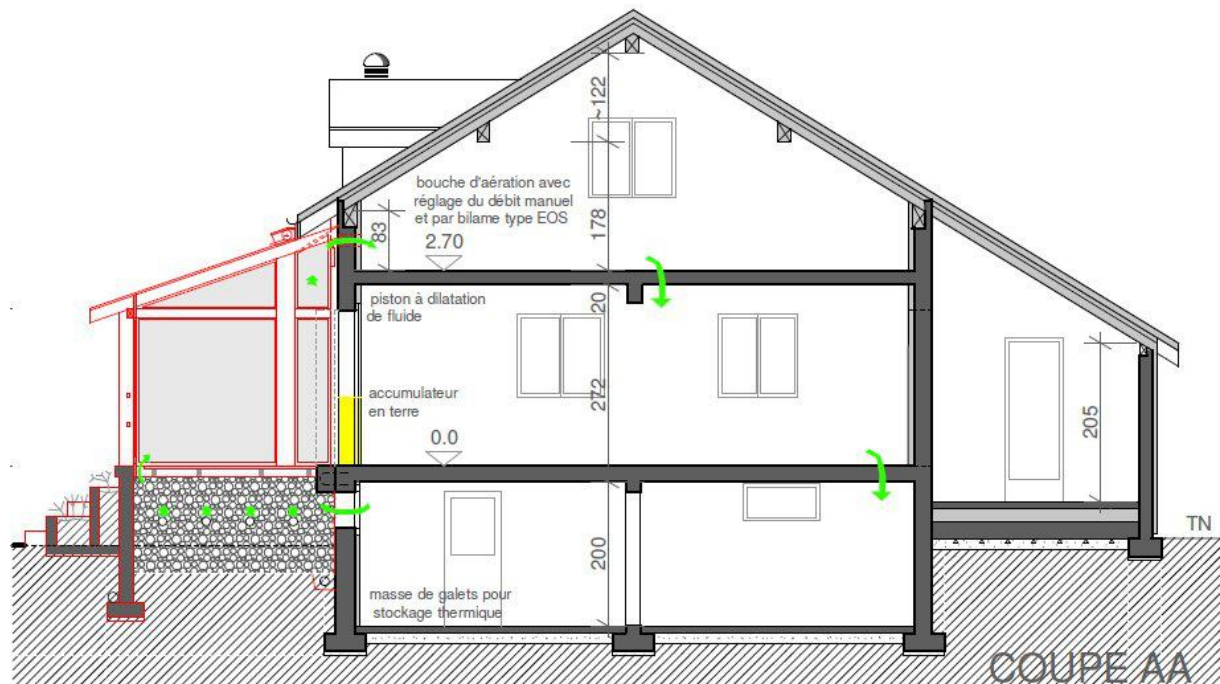 ~122
bouche d'aération avec
réglage du débit manuel
et par bilame type EOS
83
2.70
178
piston à dilatation
de fluide
20
272
accumulateur
en terre
0.0
205
200
TN
masse de galets pour
stockage thermique
COUPE AA